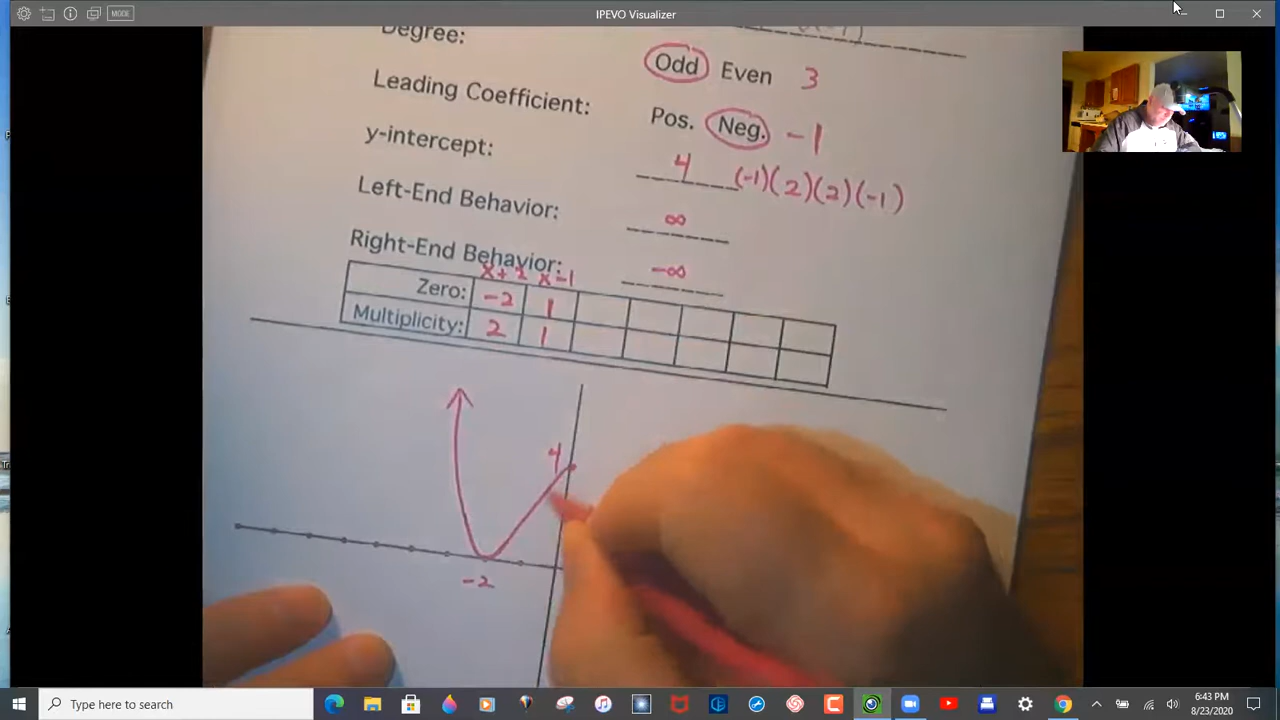 MODE
IPEVO Visualizer
Degree:
Odd Even 3
Leading Coefficient:
Pos. Neg. -1
y-intercept:
4 (-1)(2)(2)(-1)
Left-End Behavior:
∞
Right-End Behavior:
-∞
x+2 x-1
Zero: -2 1
Multiplicity: 2 1
4
-2
Type here to search
6:43 PM
8/23/2020